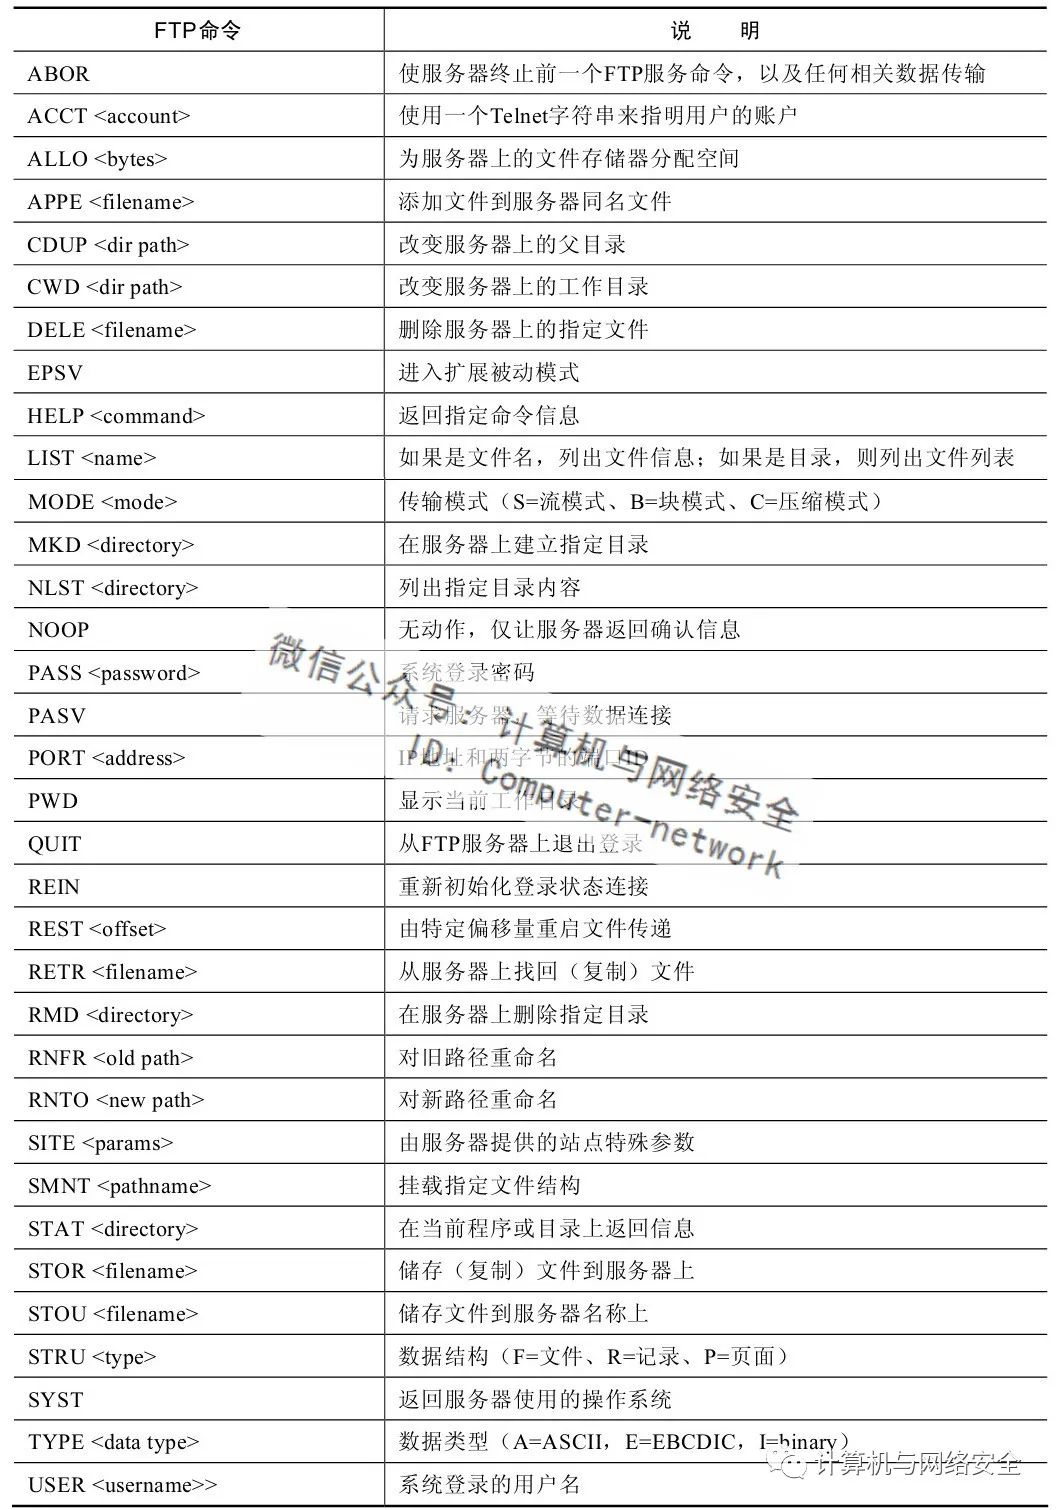 FTP命令 说 明
ABOR 使服务器终止前一个FTP服务命令，以及任何相关数据传输
ACCT <account> 使用一个Telnet字符串来指明用户的账户
ALLO <bytes> 为服务器上的文件存储器分配空间
APPE <filename> 添加文件到服务器同名文件
CDUP <dir path> 改变服务器上的父目录
CWD <dir path> 改变服务器上的工作目录
DELE <filename> 删除服务器上的指定文件
EPSV 进入扩展被动模式
HELP <command> 返回指定命令信息
LIST <name> 如果是文件名，列出文件信息；如果是目录，则列出文件列表
MODE <mode> 传输模式（S=流模式、B=块模式、C=压缩模式）
MKD <directory> 在服务器上建立指定目录
NLST <directory> 列出指定目录内容
NOOP 无动作，仅让服务器返回确认信息
PASS <password> 系统登录密码
PASV 请求服务器 等待数据连接
PORT <address> IP地址和两字节的端口ID
PWD 显示当前工作目录
QUIT 从FTP服务器上退出登录
REIN 重新初始化登录状态连接
REST <offset> 由特定偏移量重启文件传递
RETR <filename> 从服务器上找回（复制）文件
RMD <directory> 在服务器上删除指定目录
RNFR <old path> 对旧路径重命名
RNTO <new path> 对新路径重命名
SITE <params> 由服务器提供的站点特殊参数
SMNT <pathname> 挂载指定文件结构
STAT <directory> 在当前程序或目录上返回信息
STOR <filename> 储存（复制）文件到服务器上
STOU <filename> 储存文件到服务器名称上
STRU <type> 数据结构（F=文件、R=记录、P=页面）
SYST 返回服务器使用的操作系统
TYPE <data type> 数据类型（A=ASCII，E=EBCDIC，I=binary）
USER <username>> 系统登录的用户名
微信公众号：计算机与网络安全
ID：Computer-network
计算机与网络安全